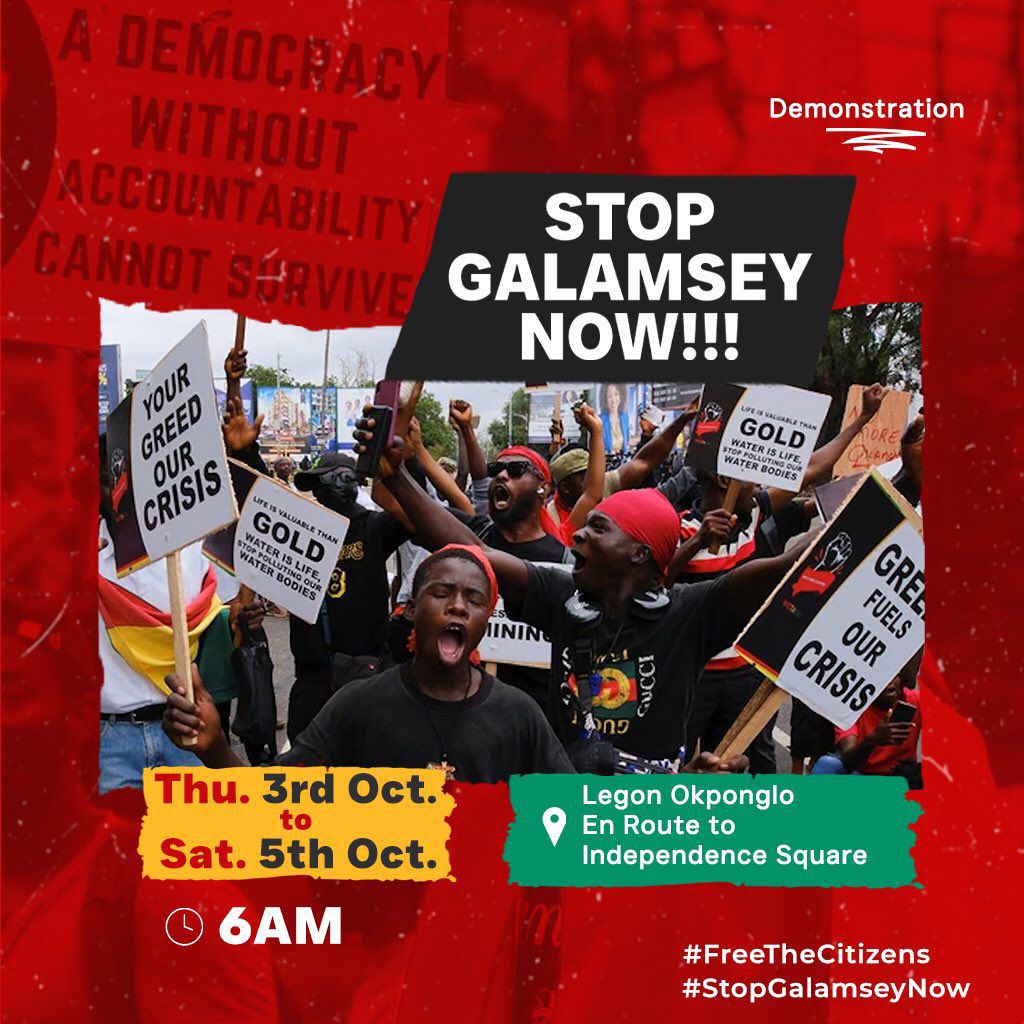 A DEMOCRACY
WITHOUT
ACCOUNTABILITY
CANNOT SURVIVE
Demonstration
STOP
GALAMSEY
NOW!!!
YOUR
GREED
OUR
CRISIS
LIFE IS VALUABLE THAN
GOLD
WATER IS LIFE,
STOP POLLUTING OUR
WATER BODIES
LIFE IS VALUABLE THAN
GOLD
WATER IS LIFE,
STOP POLLUTING OUR
WATER BODIES
MINING
GUCCI
GREE
FUELS
OUR
CRISIS
Thu. 3rd Oct.
to
Sat. 5th Oct.
Legon Okponglo
En Route to
Independence Square
6AM
#FreeTheCitizens
#StopGalamseyNow